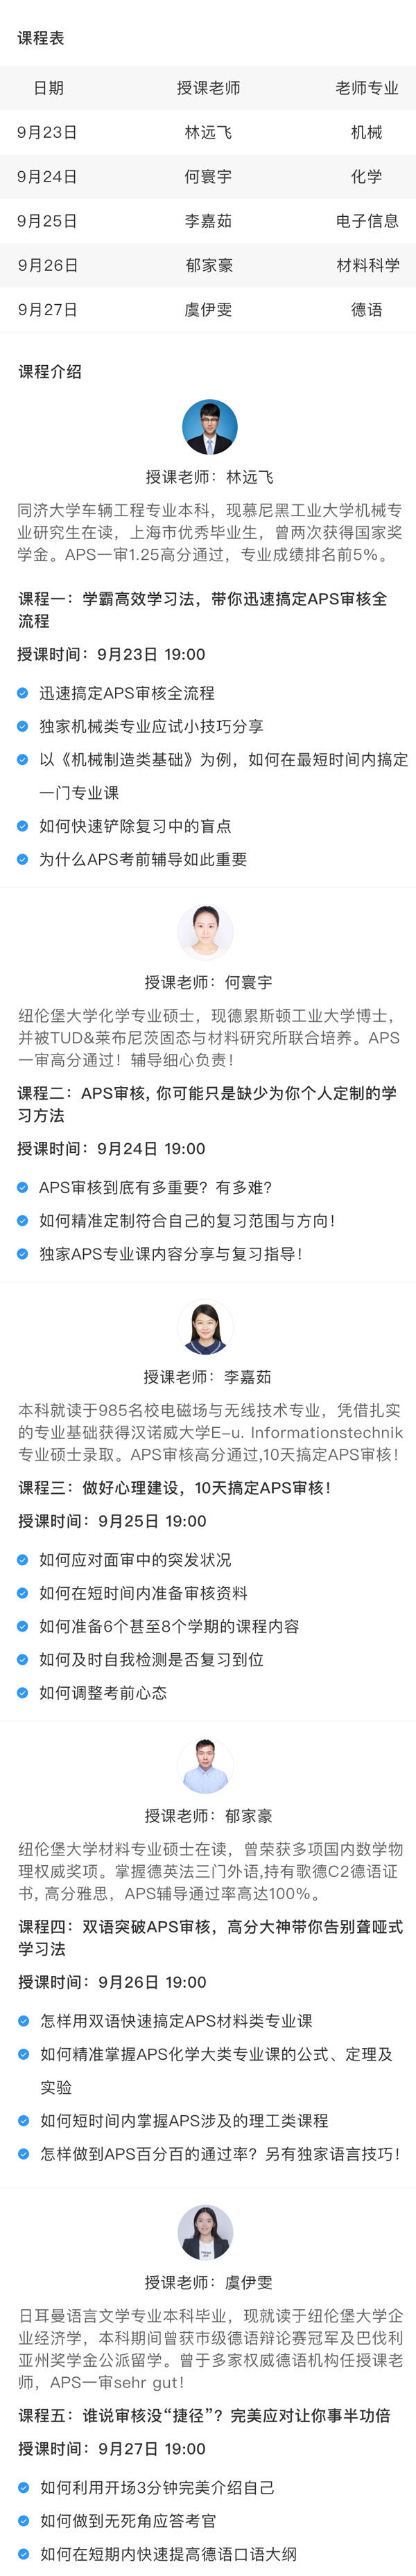 课程表
日期 授课老师 老师专业
9月23日 林远飞 机械
9月24日 何寰宇 化学
9月25日 李嘉茹 电子信息
9月26日 郁家豪 材料科学
9月27日 虞伊雯 德语
课程介绍
授课老师：林远飞
同济大学车辆工程专业本科，现慕尼黑工业大学机械专
业研究生在读，上海市优秀毕业生，曾两次获得国家奖
学金。APS一审1.25高分通过，专业成绩排名前5%。
课程一：学霸高效学习法，带你迅速搞定APS审核全
流程
授课时间：9月23日 19:00
迅速搞定APS审核全流程
独家机械类专业应试小技巧分享
以《机械制造类基础》为例，如何在最短时间内搞定
一门专业课
如何快速铲除复习中的盲点
为什么APS考前辅导如此重要
授课老师：何寰宇
纽伦堡大学化学专业硕士，现德累斯顿工业大学博士，
并被TUD&莱布尼茨固态与材料研究所联合培养。APS
一审高分通过！辅导细心负责！
课程二：APS审核, 你可能只是缺少为你个人定制的学
习方法
授课时间：9月24日 19:00
APS审核到底有多重要？有多难？
如何精准定制符合自己的复习范围与方向！
独家APS专业课内容分享与复习指导！
授课老师：李嘉茹
本科就读于985名校电磁场与无线技术专业，凭借扎实
的专业基础获得汉诺威大学E-u. Informationstechnik
专业硕士录取。APS审核高分通过,10天搞定APS审核！
课程三：做好心理建设，10天搞定APS审核！
授课时间：9月25日 19:00
如何应对面审中的突发状况
如何在短时间内准备审核资料
如何准备6个甚至8个学期的课程内容
如何及时自我检测是否复习到位
如何调整考前心态
授课老师：郁家豪
纽伦堡大学材料专业硕士在读，曾荣获多项国内数学物
理权威奖项。掌握德英法三门外语,持有歌德C2德语证
书, 高分雅思，APS辅导通过率高达100%。
课程四：双语突破APS审核，高分大神带你告别聋哑式
学习法
授课时间：9月26日 19:00
怎样用双语快速搞定APS材料类专业课
如何精准掌握APS化学大类专业课的公式、定理及
实验
如何短时间内掌握APS涉及的理工类课程
怎样做到APS百分百的通过率？另有独家语言技巧！
授课老师：虞伊雯
日耳曼语言文学专业本科毕业，现就读于纽伦堡大学企
业经济学，本科期间曾获市级德语辩论赛冠军及巴伐利
亚州奖学金公派留学。曾于多家权威德语机构任授课老
师，APS一审sehr gut！
课程五：谁说审核没“捷径”？完美应对让你事半功倍
授课时间：9月27日 19:00
如何利用开场3分钟完美介绍自己
如何做到无死角应答考官
如何在短期内快速提高德语口语大纲